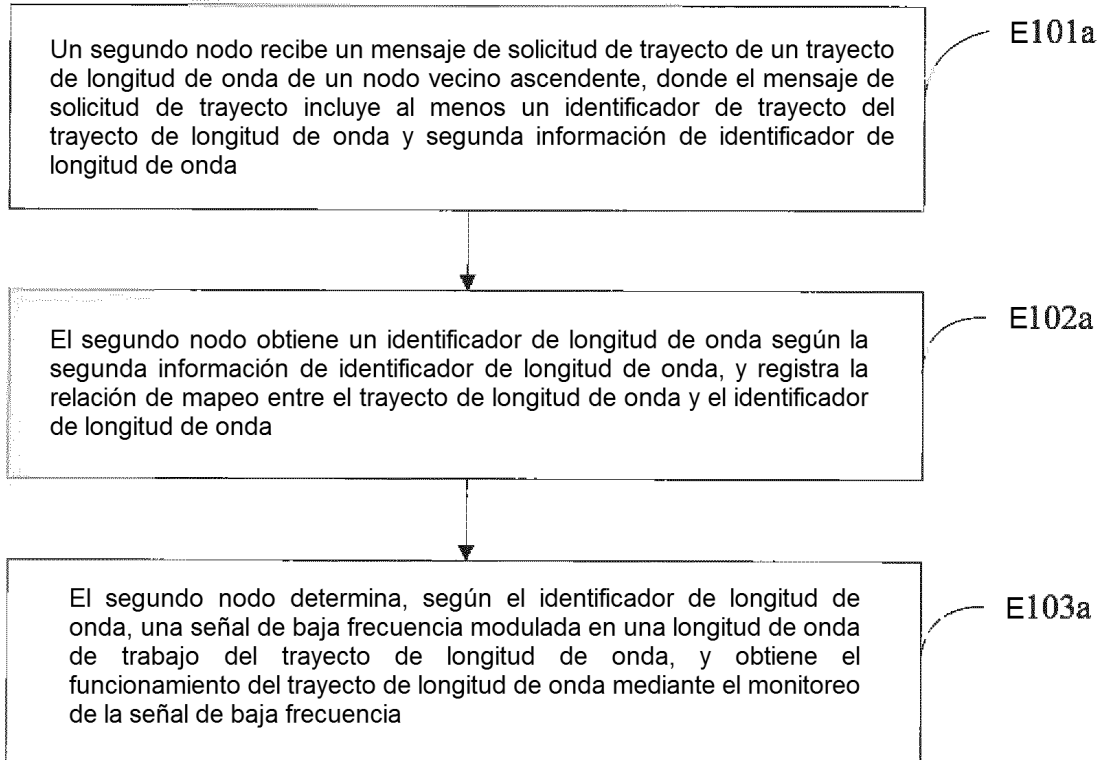 Un segundo nodo recibe un mensaje de solicitud de trayecto de un trayecto
de longitud de onda de un nodo vecino ascendente, donde el mensaje de
solicitud de trayecto incluye al menos un identificador de trayecto del
trayecto de longitud de onda y segunda información de identificador de
longitud de onda
E101a
El segundo nodo obtiene un identificador de longitud de onda según la
segunda información de identificador de longitud de onda, y registra la
relación de mapeo entre el trayecto de longitud de onda y el identificador
de longitud de onda
E102a
El segundo nodo determina, según el identificador de longitud de
onda, una señal de baja frecuencia modulada en una longitud de onda
de trabajo del trayecto de longitud de onda, y obtiene el
funcionamiento del trayecto de longitud de onda mediante el monitoreo
de la señal de baja frecuencia
E103a